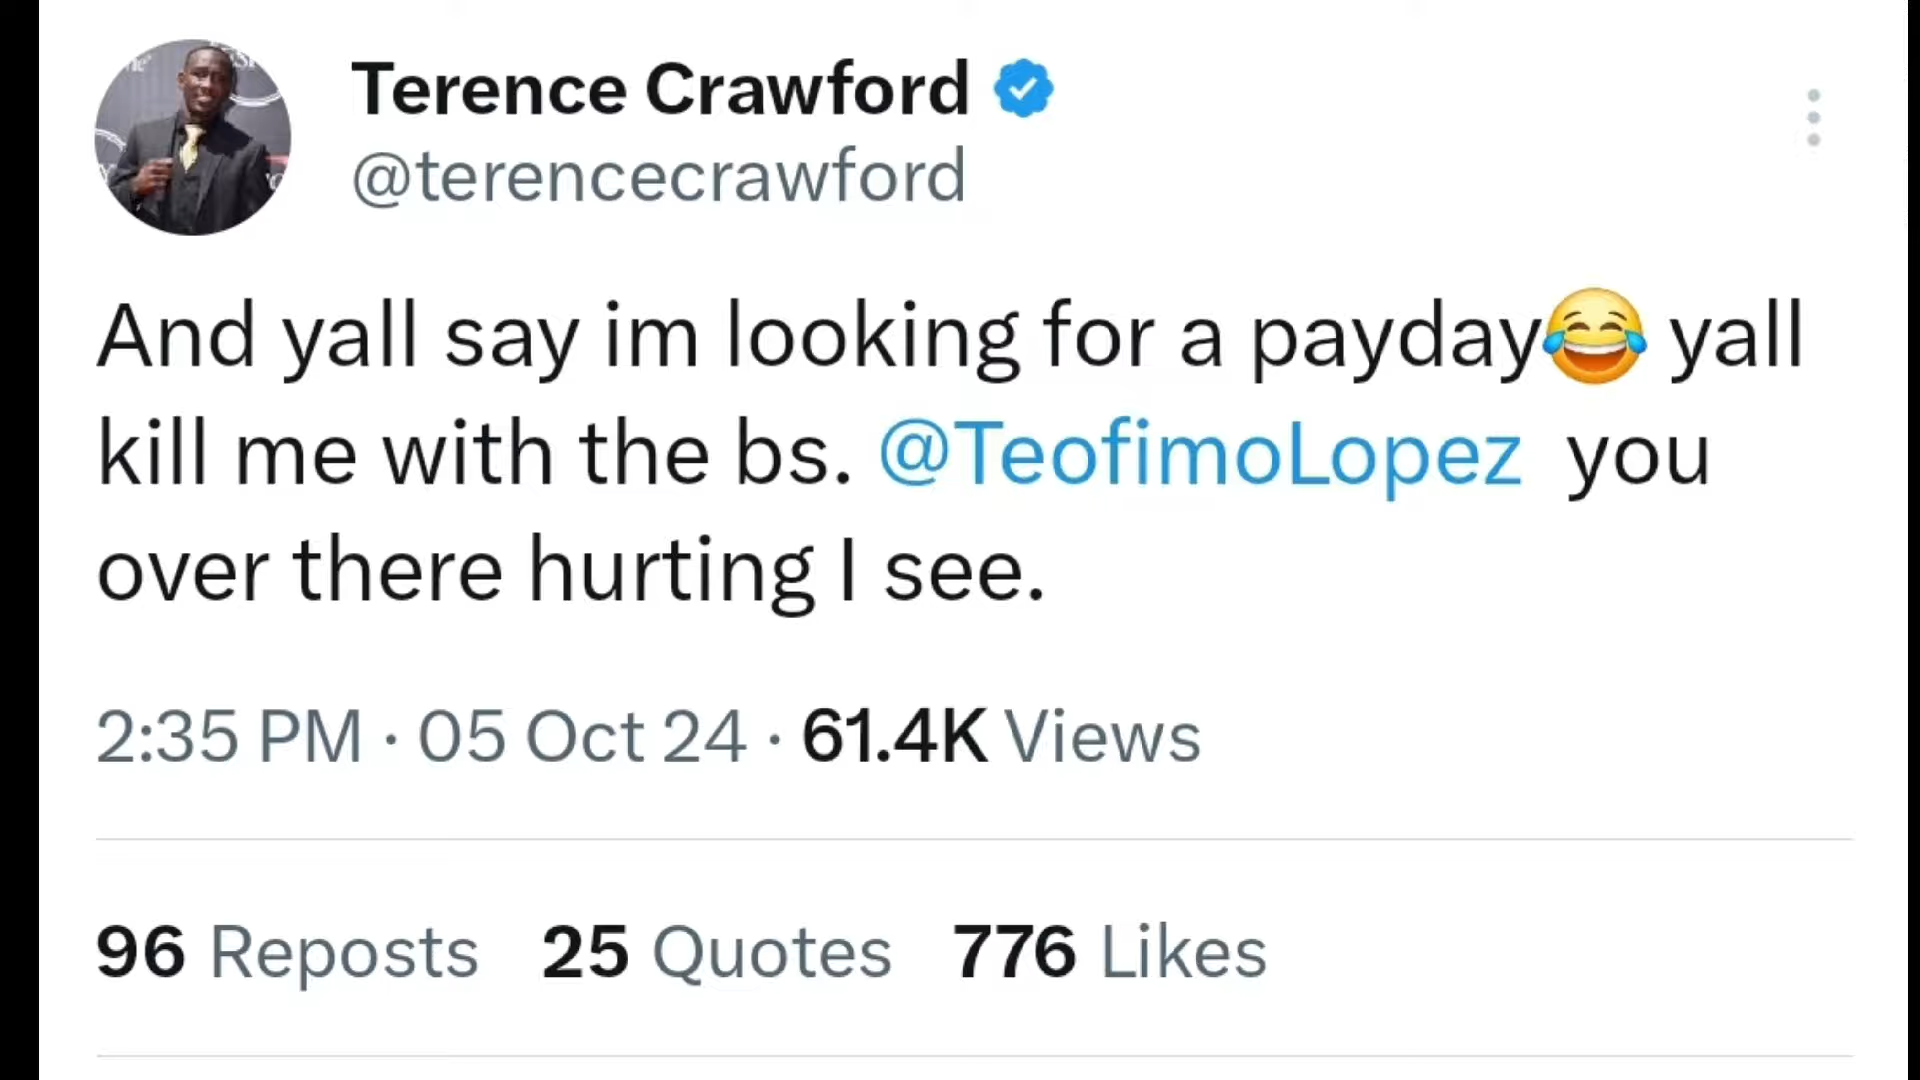 Terence Crawford
@terencecrawford
And yall say im looking for a payday😂 yall
kill me with the bs. @TeofimoLopez you
over there hurting I see.
2:35 PM · 05 Oct 24 · 61.4K Views
96 Reposts 25 Quotes 776 Likes